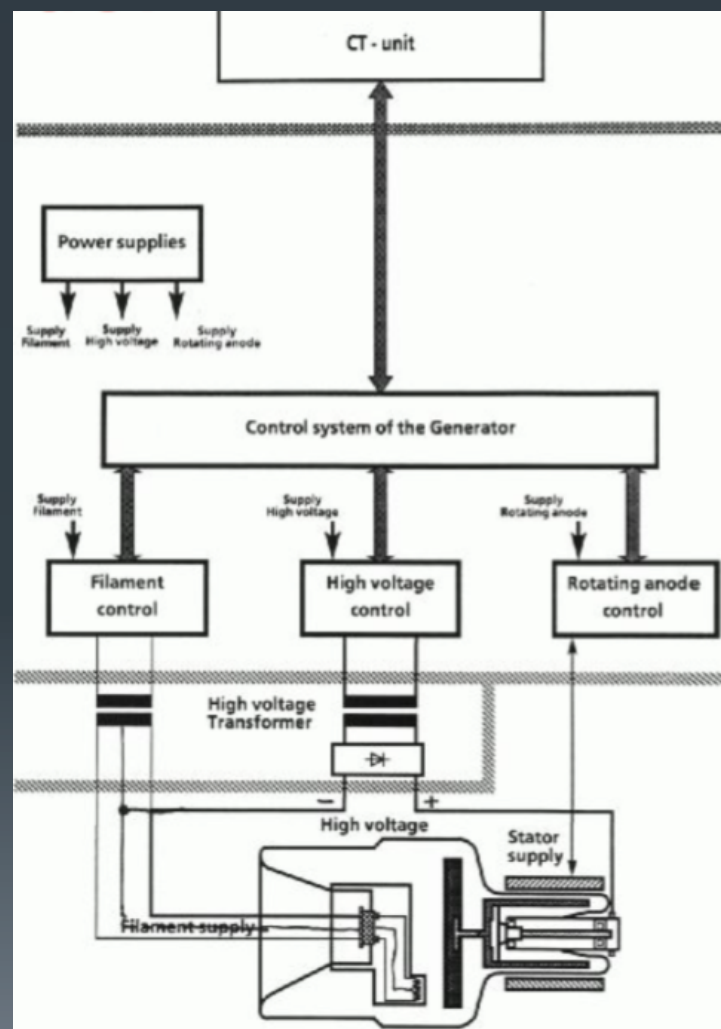 CT - unit
Power supplies
Supply
Filament
Supply
High voltage
Supply
Rotating anode
Control system of the Generator
Supply
Filament
Supply
High voltage
Supply
Rotating anode
Filament
control
High voltage
control
Rotating anode
control
High voltage
Transformer
− +
High voltage
Stator
supply
Filament supply